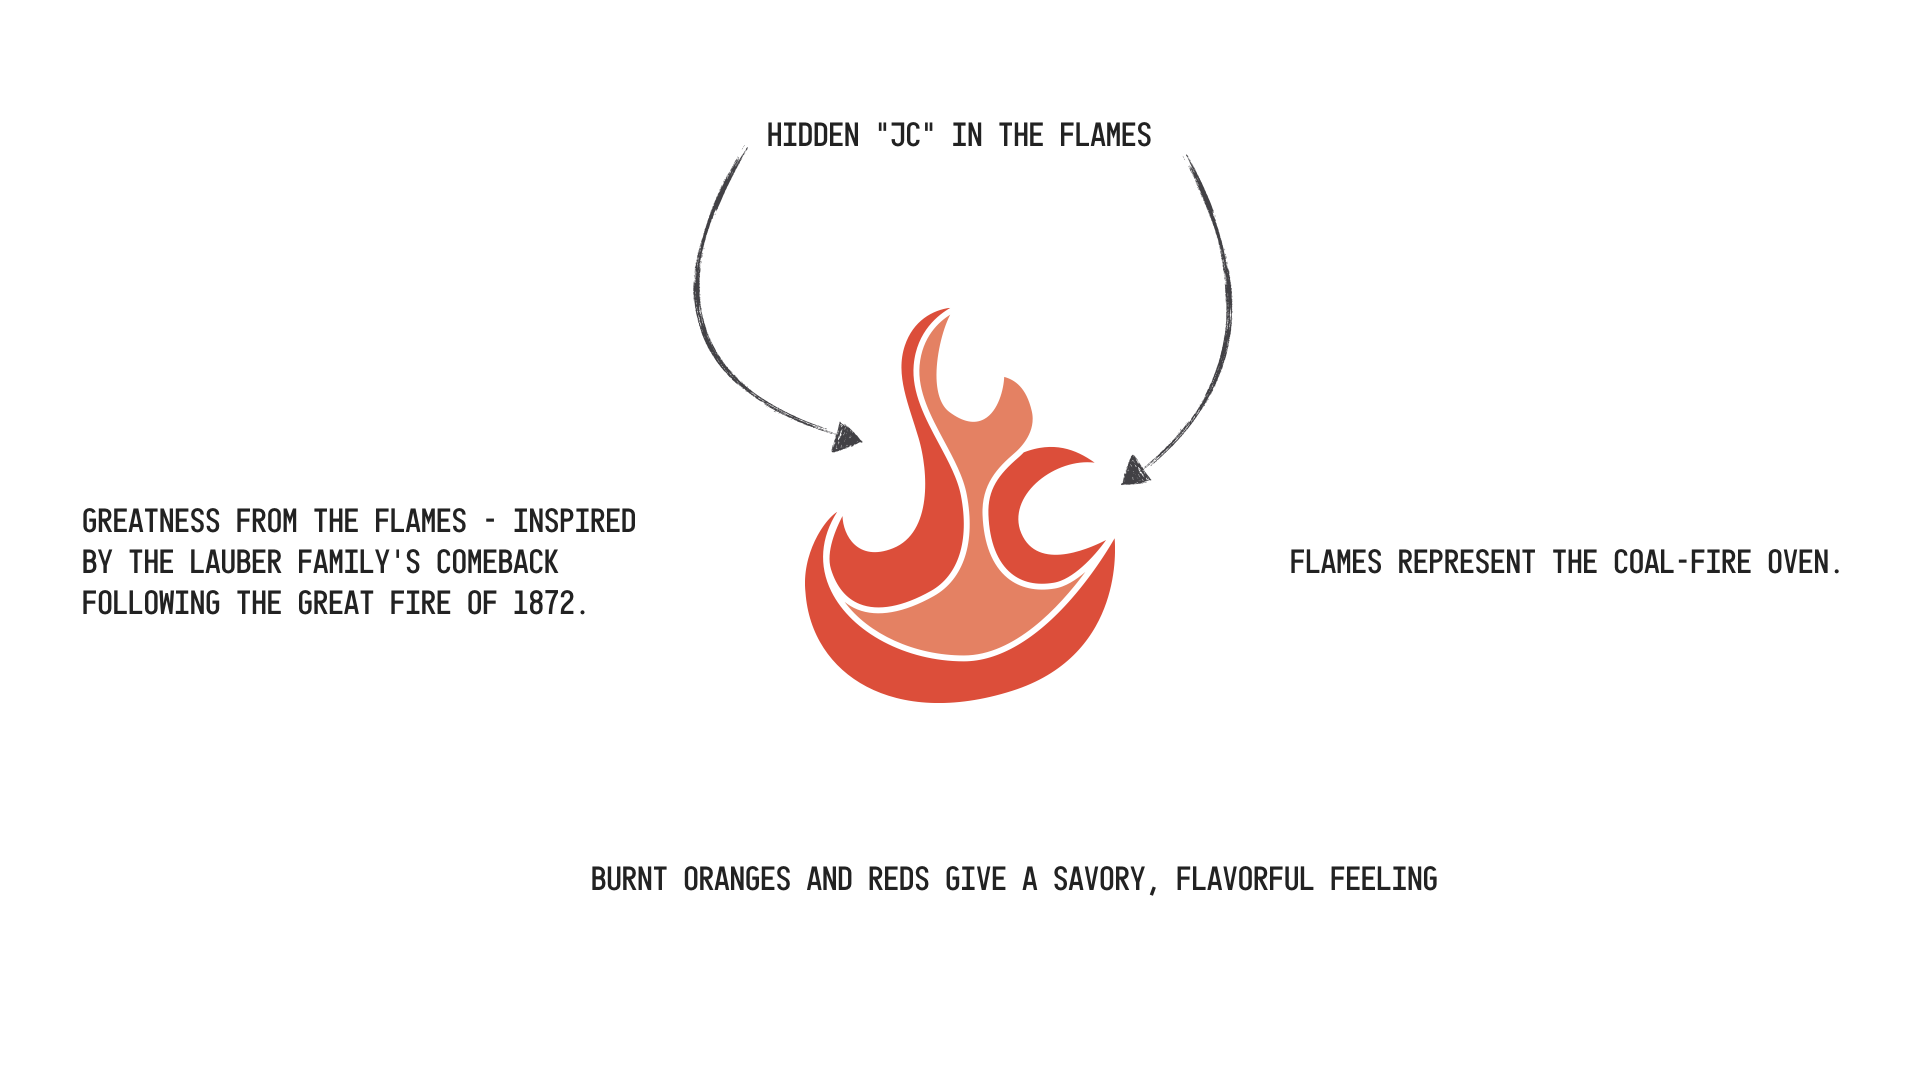 HIDDEN "JC" IN THE FLAMES
GREATNESS FROM THE FLAMES - INSPIRED
BY THE LAUBER FAMILY'S COMEBACK
FOLLOWING THE GREAT FIRE OF 1872.
FLAMES REPRESENT THE COAL-FIRE OVEN.
BURNT ORANGES AND REDS GIVE A SAVORY, FLAVORFUL FEELING